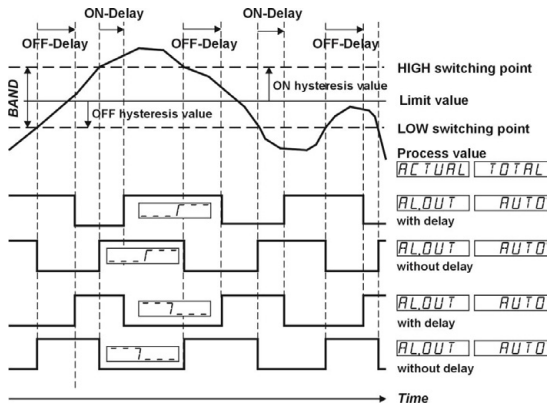 ON-Delay
ON-Delay
OFF-Delay
OFF-Delay
OFF-Delay
HIGH switching point
BAND
ON hysteresis value
Limit value
OFF hysteresis value
LOW switching point
Process value
ACTUAL TOTAL
AL.OUT AUTO
with delay
AL.OUT AUTO
without delay
AL.OUT AUTO
with delay
AL.OUT AUTO
without delay
Time